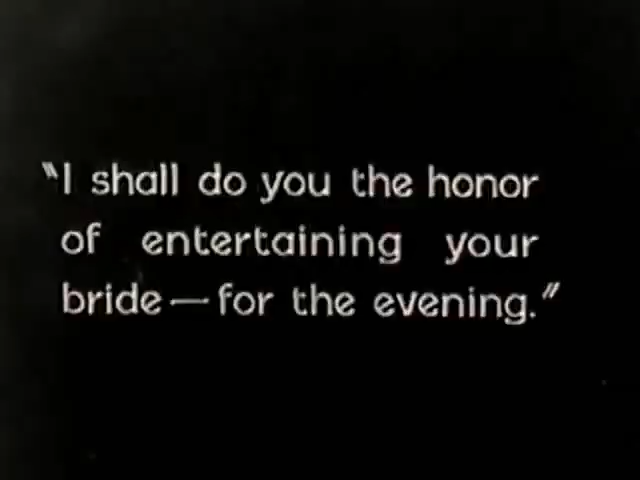 "I shall do you the honor
of entertaining your
bride — for the evening."